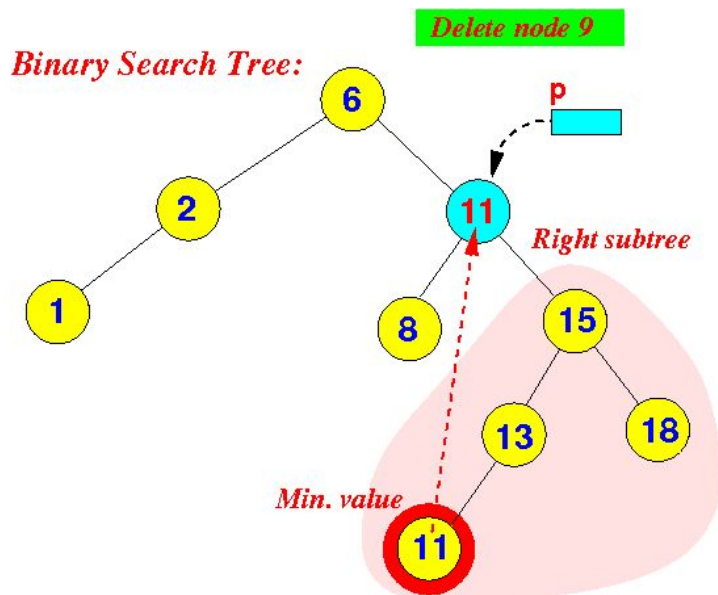 Delete node 9
Binary Search Tree:
6
p
2
11
Right subtree
1
8
15
13
18
Min. value
11